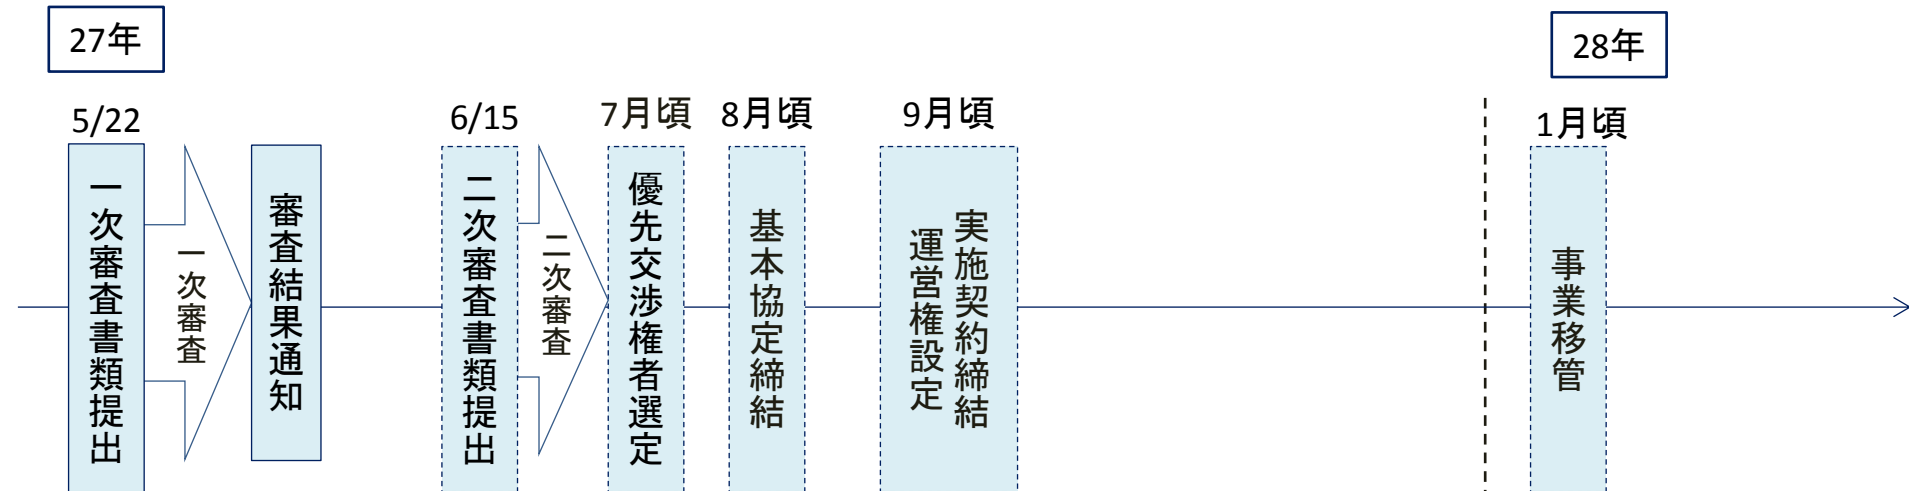 27年
28年
5/22
6/15
7月頃
8月頃
9月頃
1月頃
一次審査書類提出
一次審査
審査結果通知
二次審査書類提出
二次審査
優先交渉権者選定
基本協定締結
実施契約締結
運営権設定
事業移管